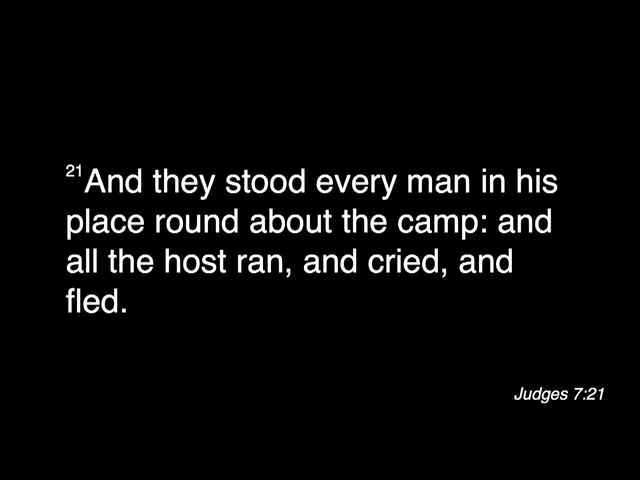 21And they stood every man in his
place round about the camp: and
all the host ran, and cried, and
fled.
Judges 7:21